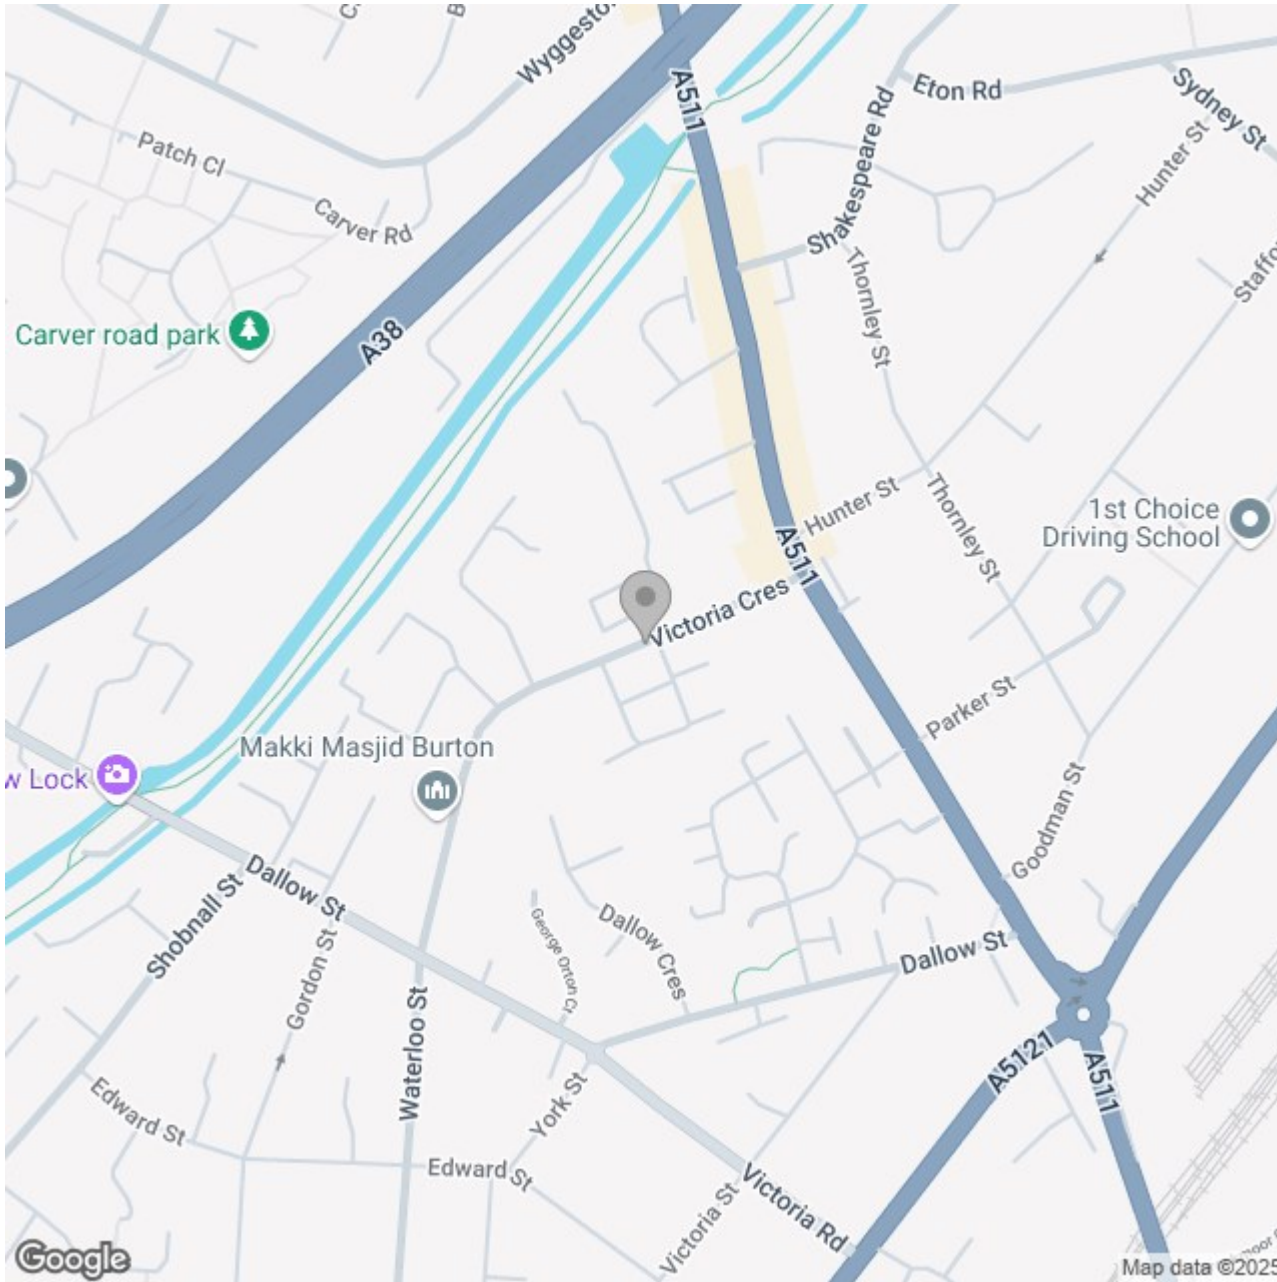 Wyggesto
A511
Eton Rd
Sydney St
Hunter St
Patch Cl
Carver Rd
Shakespeare Rd
Thornley St
Staffo
Carver road park
A38
Hunter St
Thornley St
1st Choice
Driving School
A511
Victoria Cres
Parker St
Makki Masjid Burton
w Lock
Goodman St
Dallow St
Shobnall St
Gordon St
George Orton Ct
Dallow Cres
Dallow St
Waterloo St
A5121
A511
York St
Edward St
Edward St
Victoria St
Victoria Rd
Google
Map data ©2025